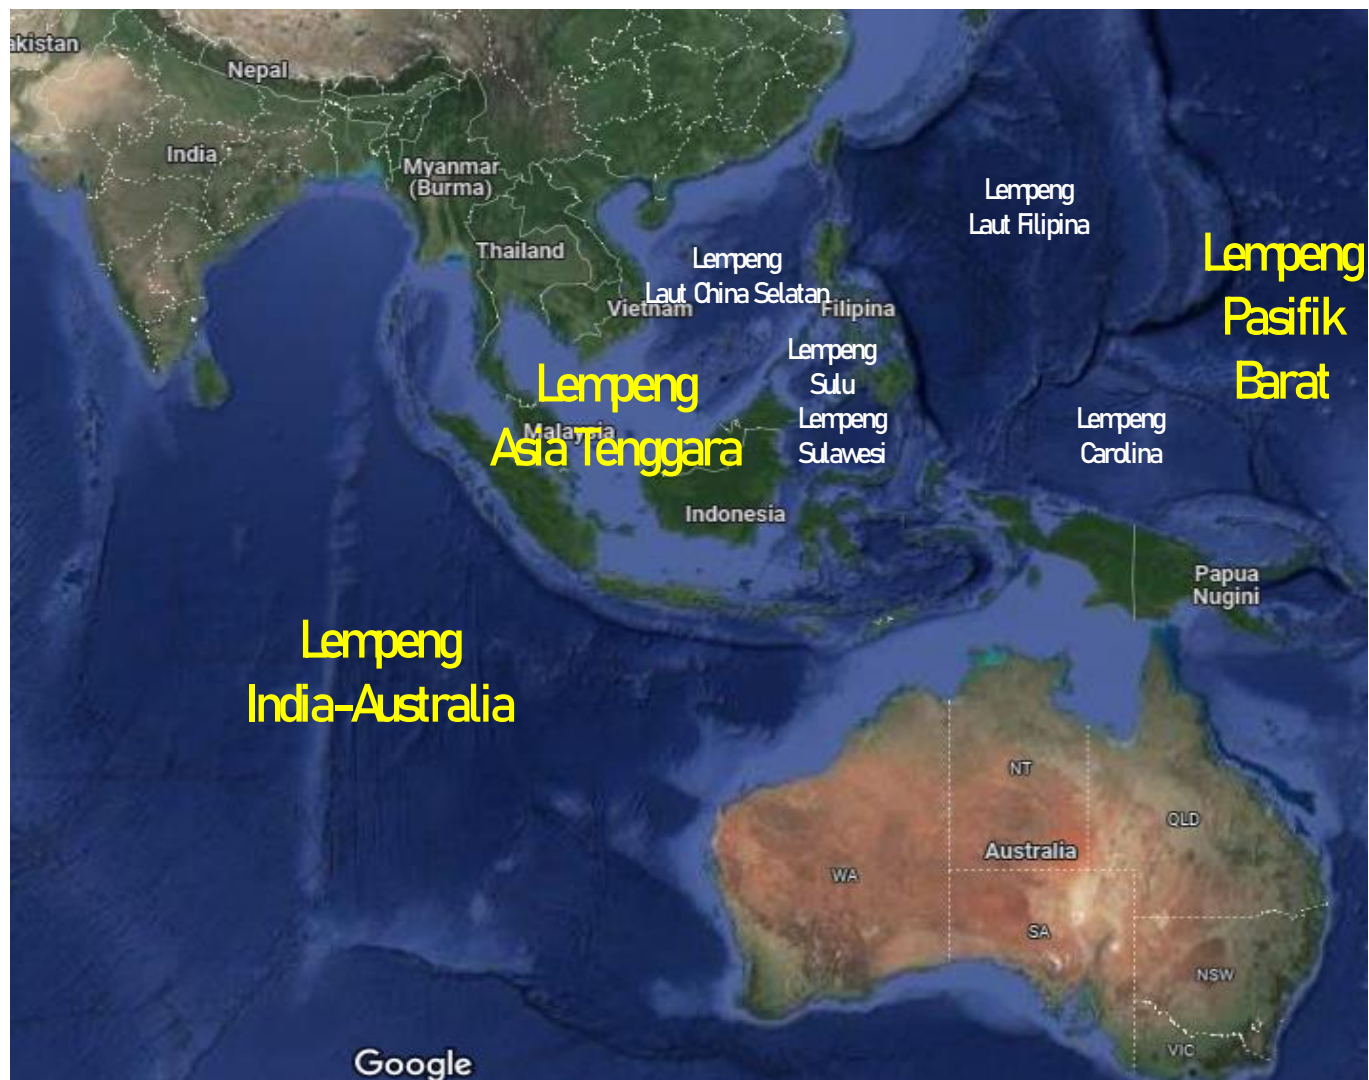 akistan
Nepal
India
Myanmar
(Burma)
Thailand
Vietnam
Lempeng
Laut China Selatan
Filipina
Lempeng
Laut Filipina
Lempeng
Pasifik
Barat
Lempeng
Sulu
Lempeng
Sulawesi
Lempeng
Carolina
Lempeng
Asia Tenggara
Malaysia
Indonesia
Papua
Nugini
Lempeng
India-Australia
NT
QLD
Australia
WA
SA
NSW
VIC
Google